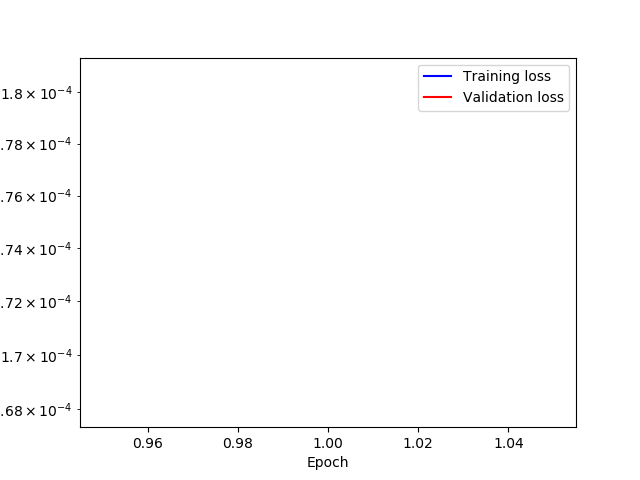 Training loss
Validation loss
1.8 × 10⁻⁴
.78 × 10⁻⁴
.76 × 10⁻⁴
.74 × 10⁻⁴
.72 × 10⁻⁴
1.7 × 10⁻⁴
.68 × 10⁻⁴
0.96 0.98 1.00 1.02 1.04
Epoch